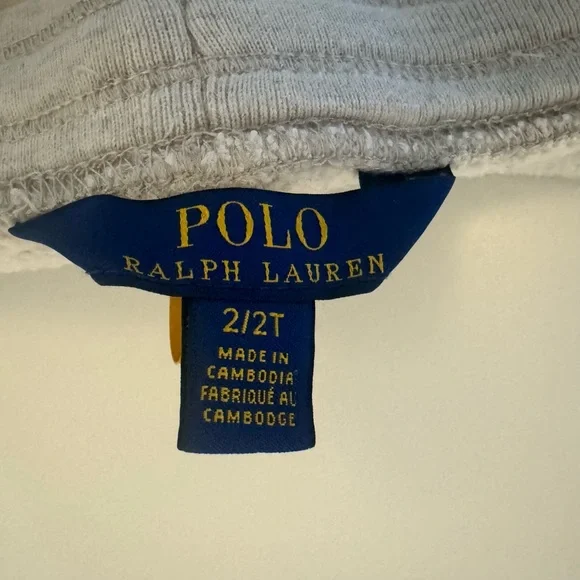 POLO
RALPH LAUREN
2/2T
MADE IN
CAMBODIA
FABRIQUÉ AU
CAMBODGE